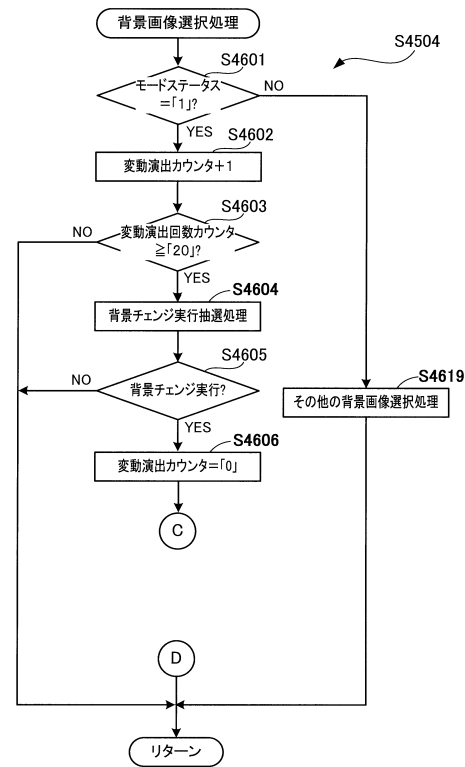 背景画像選択処理
S4504
S4601
モードステータス
=「1」?
NO
YES
S4602
変動演出カウンタ+1
S4603
NO
変動演出回数カウンタ
≧「20」?
YES
S4604
背景チェンジ実行抽選処理
S4605
NO
背景チェンジ実行?
S4619
その他の背景画像選択処理
YES
S4606
変動演出カウンタ=「0」
C
D
リターン